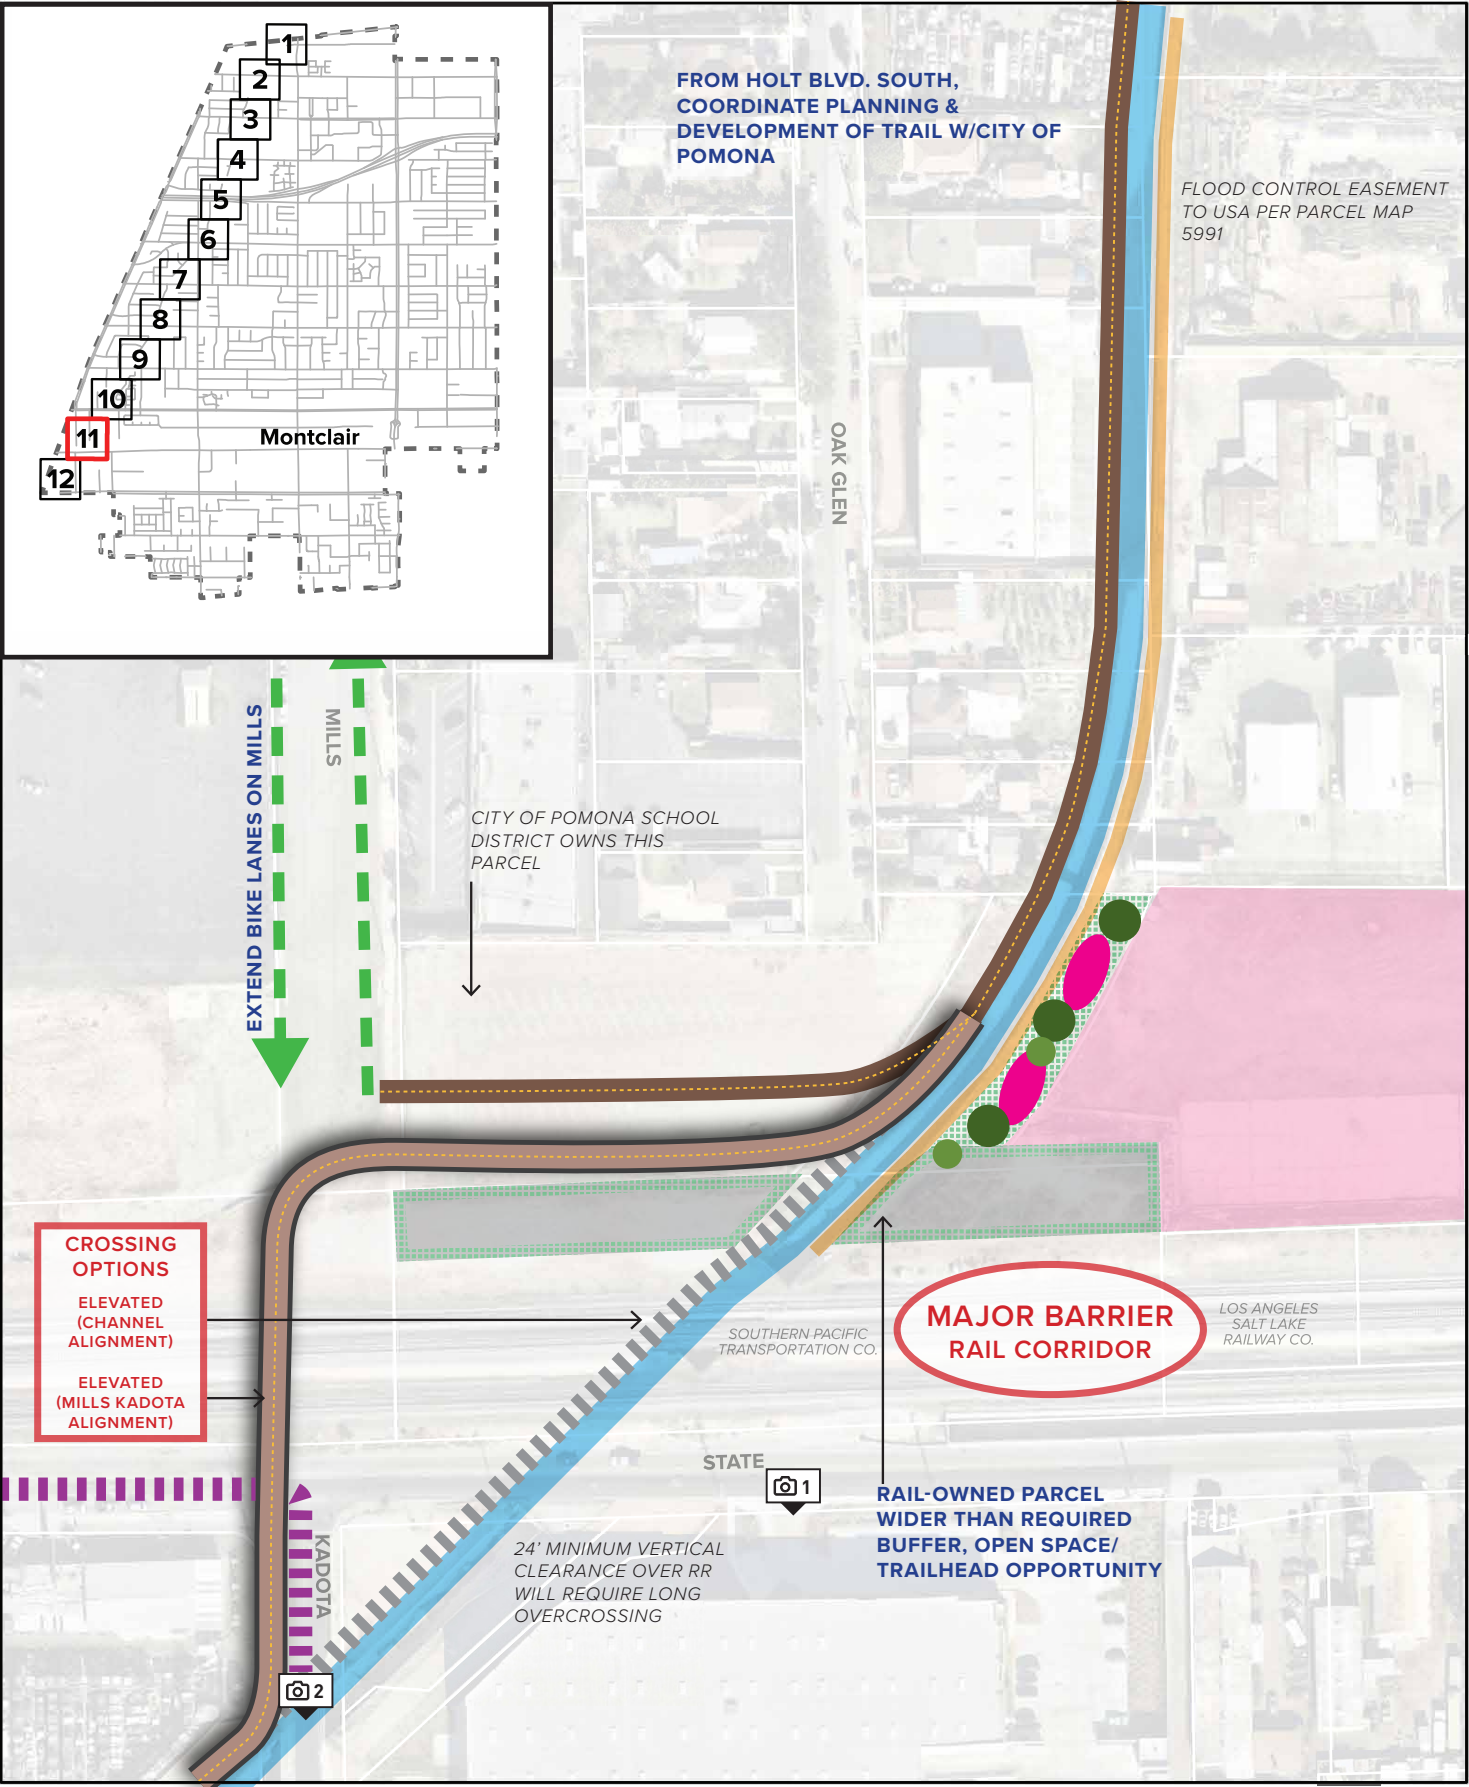 1
2
3
4
5
6
7
8
9
10
11
12
Montclair
FROM HOLT BLVD. SOUTH,
COORDINATE PLANNING &
DEVELOPMENT OF TRAIL W/CITY OF
POMONA
FLOOD CONTROL EASEMENT
TO USA PER PARCEL MAP
5991
OAK GLEN
EXTEND BIKE LANES ON MILLS
MILLS
CITY OF POMONA SCHOOL
DISTRICT OWNS THIS
PARCEL
CROSSING
OPTIONS
ELEVATED
(CHANNEL
ALIGNMENT)
ELEVATED
(MILLS KADOTA
ALIGNMENT)
SOUTHERN PACIFIC
TRANSPORTATION CO.
MAJOR BARRIER
RAIL CORRIDOR
LOS ANGELES
SALT LAKE
RAILWAY CO.
STATE
1
RAIL-OWNED PARCEL
WIDER THAN REQUIRED
BUFFER, OPEN SPACE/
TRAILHEAD OPPORTUNITY
24’ MINIMUM VERTICAL
CLEARANCE OVER RR
WILL REQUIRE LONG
OVERCROSSING
KADOTA
2